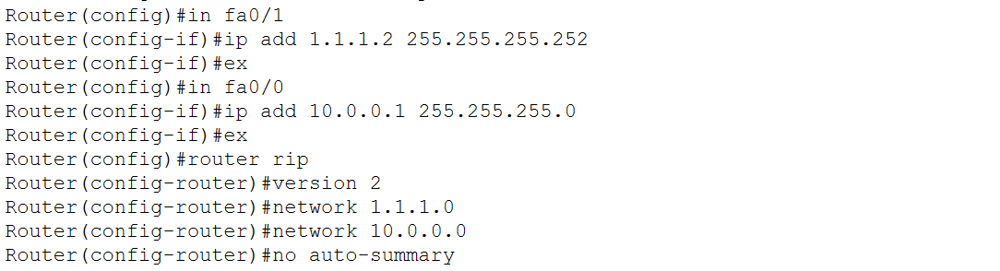 Router(config)#in fa0/1
Router(config-if)#ip add 1.1.1.2 255.255.255.252
Router(config-if)#ex
Router(config)#in fa0/0
Router(config-if)#ip add 10.0.0.1 255.255.255.0
Router(config-if)#ex
Router(config)#router rip
Router(config-router)#version 2
Router(config-router)#network 1.1.1.0
Router(config-router)#network 10.0.0.0
Router(config-router)#no auto-summary